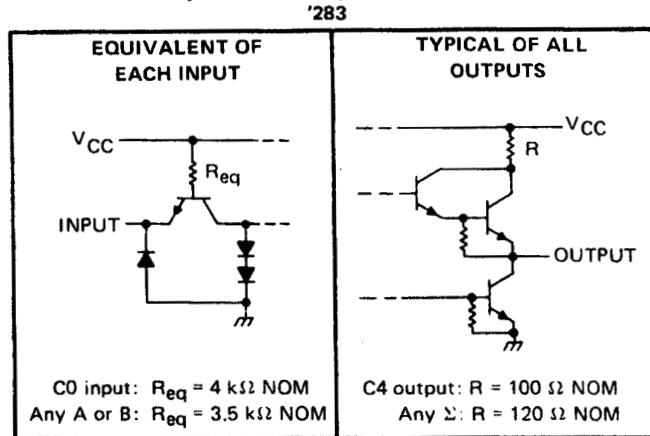 '283
EQUIVALENT OF
EACH INPUT
VCC
Req
INPUT
C0 input: Req = 4 kΩ NOM
Any A or B: Req = 3.5 kΩ NOM
TYPICAL OF ALL
OUTPUTS
VCC
R
OUTPUT
C4 output: R = 100 Ω NOM
Any Σ: R = 120 Ω NOM